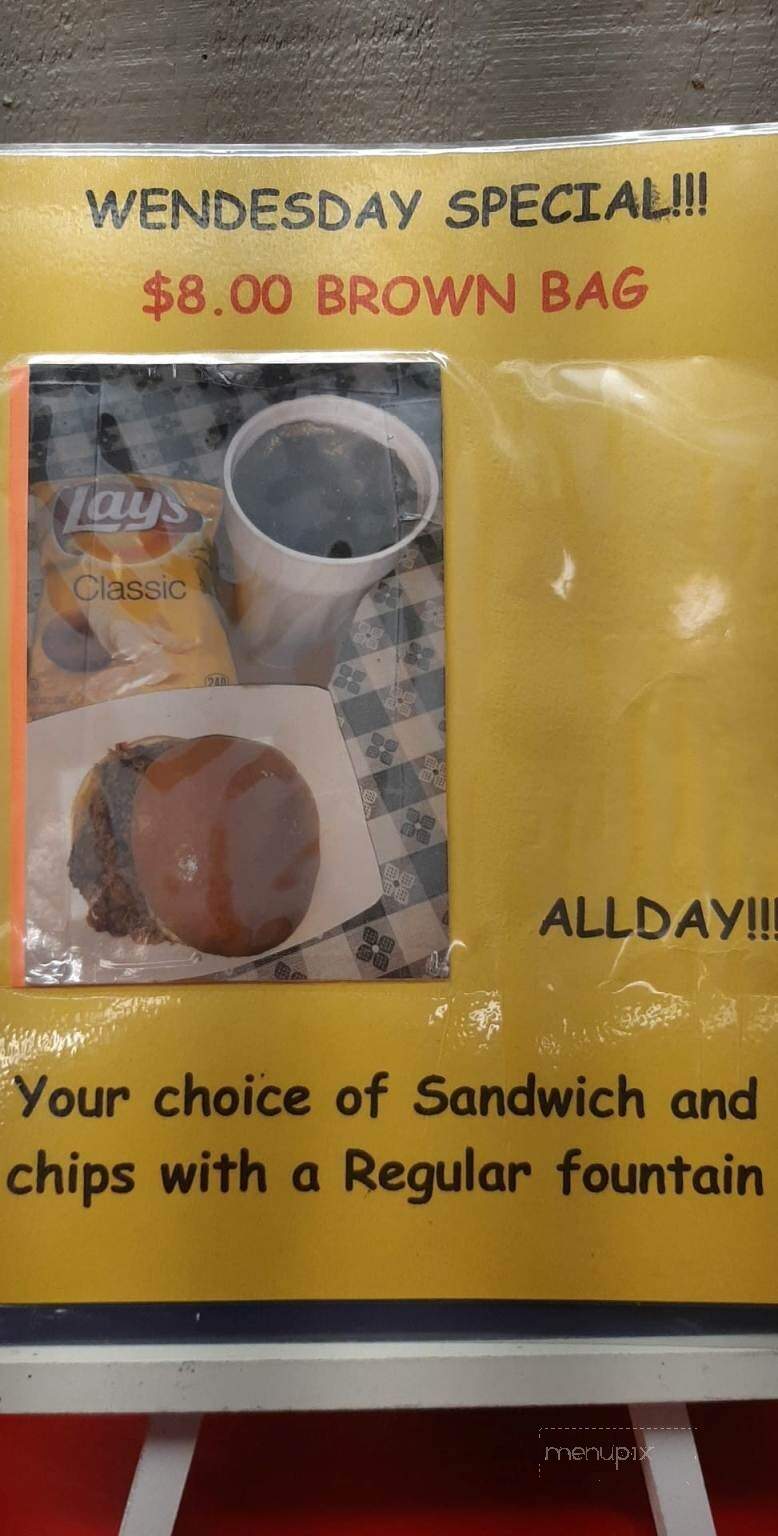 WENDESDAY SPECIAL!!!
$8.00 BROWN BAG
Lay's
Classic
240
ALLDAY!!!
Your choice of Sandwich and
chips with a Regular fountain
menupix